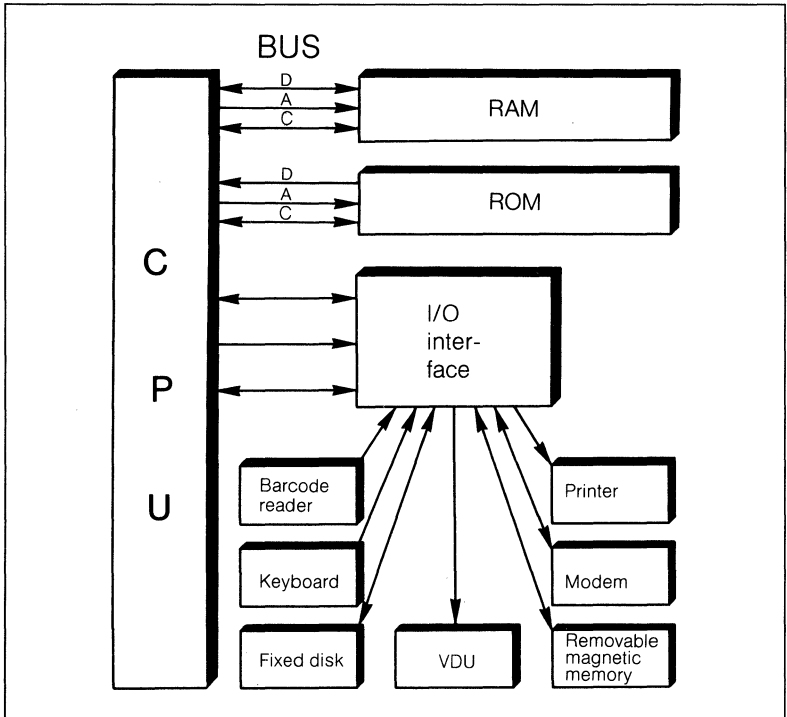 BUS
D
A
C
RAM
D
A
C
ROM
C
P
U
I/O
inter-
face
Barcode
reader
Printer
Keyboard
Modem
Fixed disk
VDU
Removable
magnetic
memory